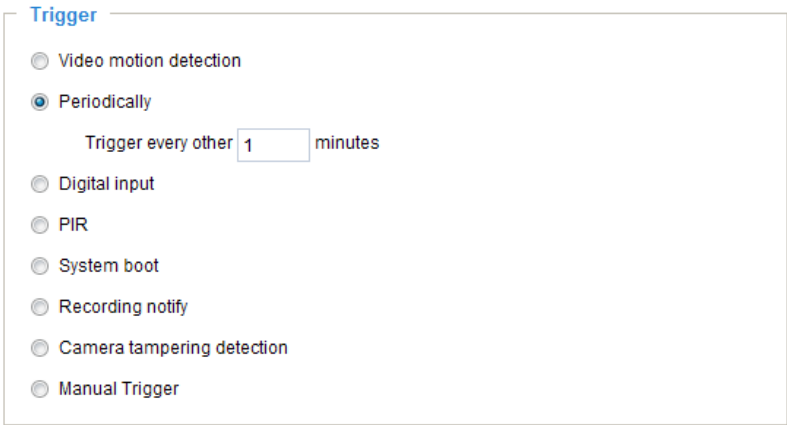 Trigger
Video motion detection
Periodically
Trigger every other 1 minutes
Digital input
PIR
System boot
Recording notify
Camera tampering detection
Manual Trigger